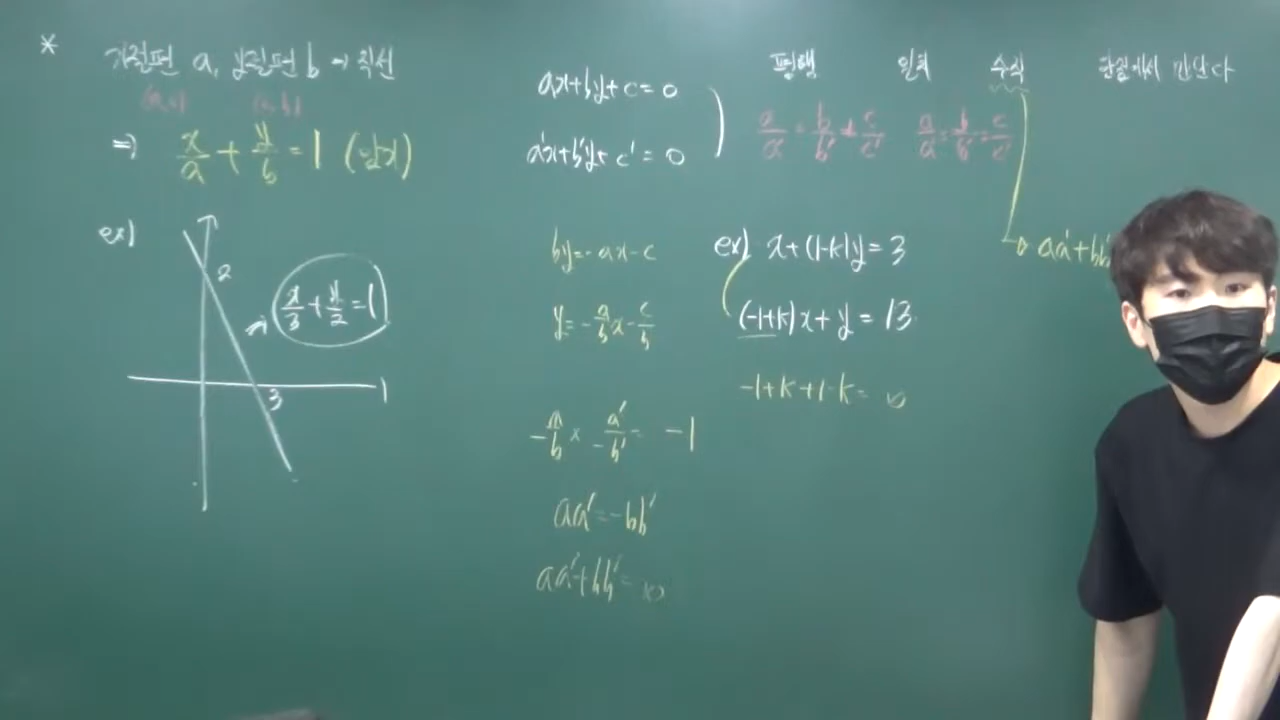 * x절편 a, y절편 b → 직선
(a, 0) (0, b)
⇒ x/a + y/b = 1 (암기)
ex)
2
x/3 + y/2 = 1
3
ax+by+c=0
a'x+b'y+c'=0
by=-ax-c
y=-a/b x-c/b
-a/b × -a'/b' = -1
aa'=-bb'
aa'+bb'=0
평행 일치 수직 한점에서 만난다
a/a' = b/b' ≠ c/c' a/a' = b/b' = c/c'
aa'+bb'
ex) x+(1-k)y=3
(-1+k)x+y=13
-1+k+1-k=0